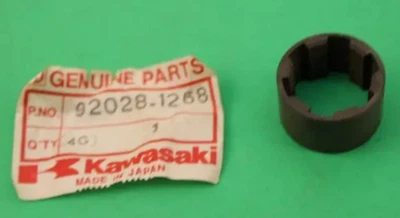 GENUINE PARTS
P.NO. 92028-1268
Q'TY 1
Kawasaki
MADE IN JAPAN